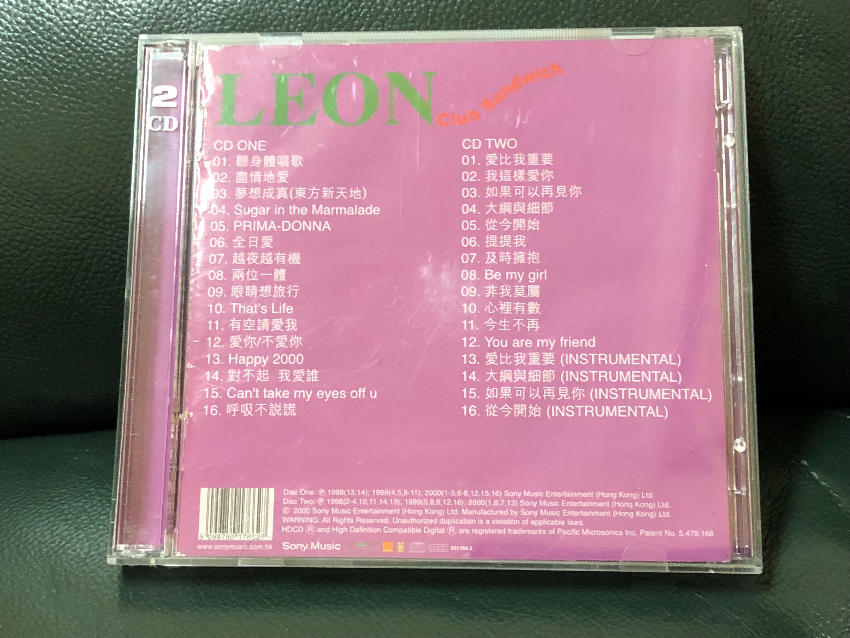 2
CD
LEON
Clup Sandwich
CD ONE
01. 聽身體唱歌
02. 盡情地愛
03. 夢想成真(東方新天地)
04. Sugar in the Marmalade
05. PRIMA-DONNA
06. 全日愛
07. 越夜越有機
08. 兩位一體
09. 眼睛想旅行
10. That's Life
11. 有空請愛我
12. 愛你/不愛你
13. Happy 2000
14. 對不起 我愛誰
15. Can't take my eyes off u
16. 呼吸不說謊
CD TWO
01. 愛比我重要
02. 我這樣愛你
03. 如果可以再見你
04. 大綱與細節
05. 從今開始
06. 提提我
07. 及時擁抱
08. Be my girl
09. 非我莫屬
10. 心裡有數
11. 今生不再
12. You are my friend
13. 愛比我重要 (INSTRUMENTAL)
14. 大綱與細節 (INSTRUMENTAL)
15. 如果可以再見你 (INSTRUMENTAL)
16. 從今開始 (INSTRUMENTAL)
Disc One: ℗ 1998(13,14); 1999(4,5,9-11); 2000(1-3,6-8,12,15,16) Sony Music Entertainment (Hong Kong) Ltd.
Disc Two: ℗ 1998(2-4,10,11,14,15); 1999(5,8,9,12,16); 2000(1,6,7,13) Sony Music Entertainment (Hong Kong) Ltd.
© 2000 Sony Music Entertainment (Hong Kong) Ltd. Manufactured by Sony Music Entertainment (Hong Kong) Ltd.
WARNING: All Rights Reserved. Unauthorized duplication is a violation of applicable laws.
HDCD ® and High Definition Compatible Digital ® are registered trademarks of Pacific Microsonics Inc. Patent No. 5,479,168
www.sonymusic.com.hk
Sony Music